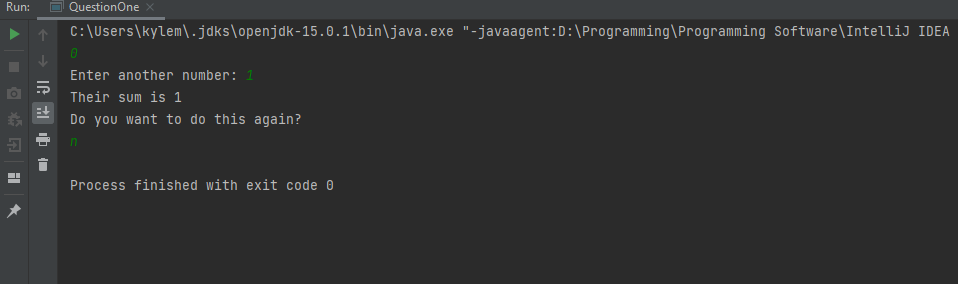 Run: QuestionOne
C:\Users\kylem\.jdks\openjdk-15.0.1\bin\java.exe "-javaagent:D:\Programming\Programming Software\IntelliJ IDEA
0
Enter another number: 1
Their sum is 1
Do you want to do this again?
n
Process finished with exit code 0